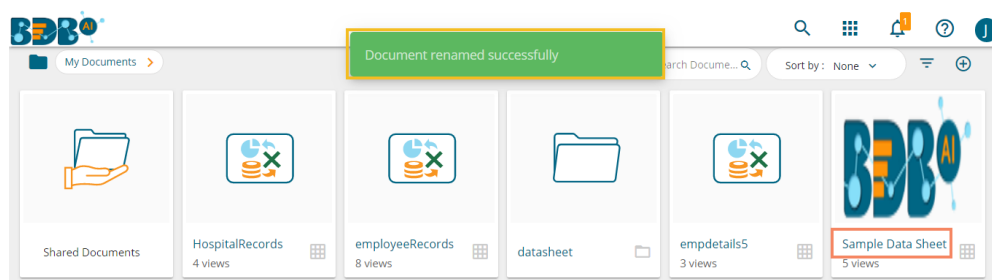 BDB AI
1
J
My Documents
Document renamed successfully
arch Docume...
Sort by : None
Shared Documents
HospitalRecords
4 views
employeeRecords
8 views
datasheet
empdetails5
3 views
BDB AI
Sample Data Sheet
5 views